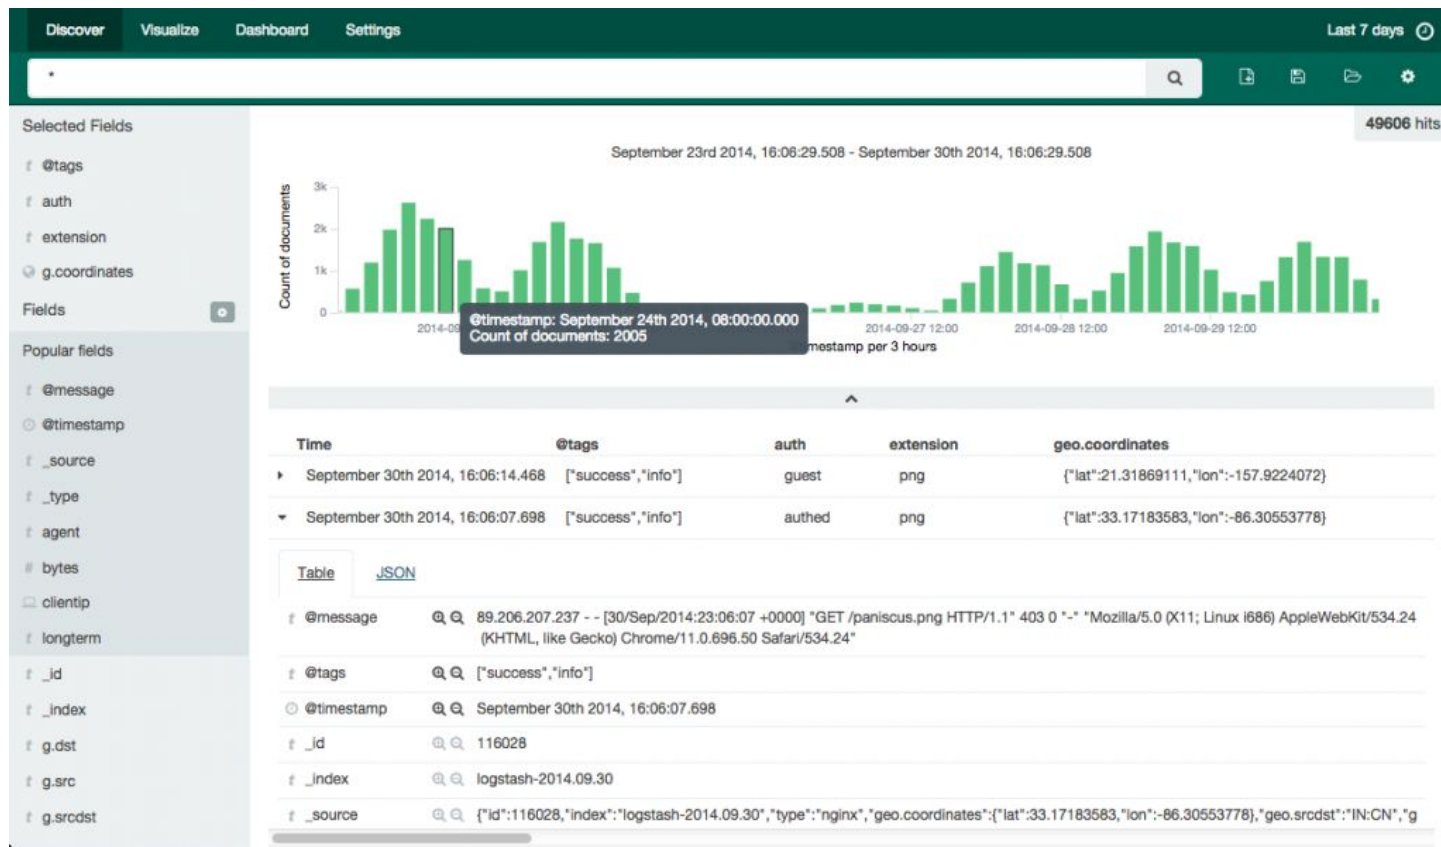 Discover Visualize Dashboard Settings Last 7 days
*
49606 hits
Selected Fields
t @tags
t auth
t extension
g.coordinates
Fields
Popular fields
t @message
@timestamp
t _source
t _type
t agent
# bytes
clientip
t longterm
t _id
t _index
t g.dst
t g.src
t g.srcdst
September 23rd 2014, 16:06:29.508 - September 30th 2014, 16:06:29.508
Count of documents
3k
2k
1k
0
@timestamp: September 24th 2014, 08:00:00.000
Count of documents: 2005
2014-09 2014-09-27 12:00 2014-09-28 12:00 2014-09-29 12:00
mestamp per 3 hours
Time @tags auth extension geo.coordinates
September 30th 2014, 16:06:14.468 ["success","info"] guest png {"lat":21.31869111,"lon":-157.9224072}
September 30th 2014, 16:06:07.698 ["success","info"] authed png {"lat":33.17183583,"lon":-86.30553778}
Table JSON
t @message 89.206.207.237 - - [30/Sep/2014:23:06:07 +0000] "GET /paniscus.png HTTP/1.1" 403 0 "-" "Mozilla/5.0 (X11; Linux i686) AppleWebKit/534.24
(KHTML, like Gecko) Chrome/11.0.696.50 Safari/534.24"
t @tags ["success","info"]
@timestamp September 30th 2014, 16:06:07.698
t _id 116028
t _index logstash-2014.09.30
t _source {"id":116028,"index":"logstash-2014.09.30","type":"nginx","geo.coordinates":{"lat":33.17183583,"lon":-86.30553778},"geo.srcdst":"IN:CN","g